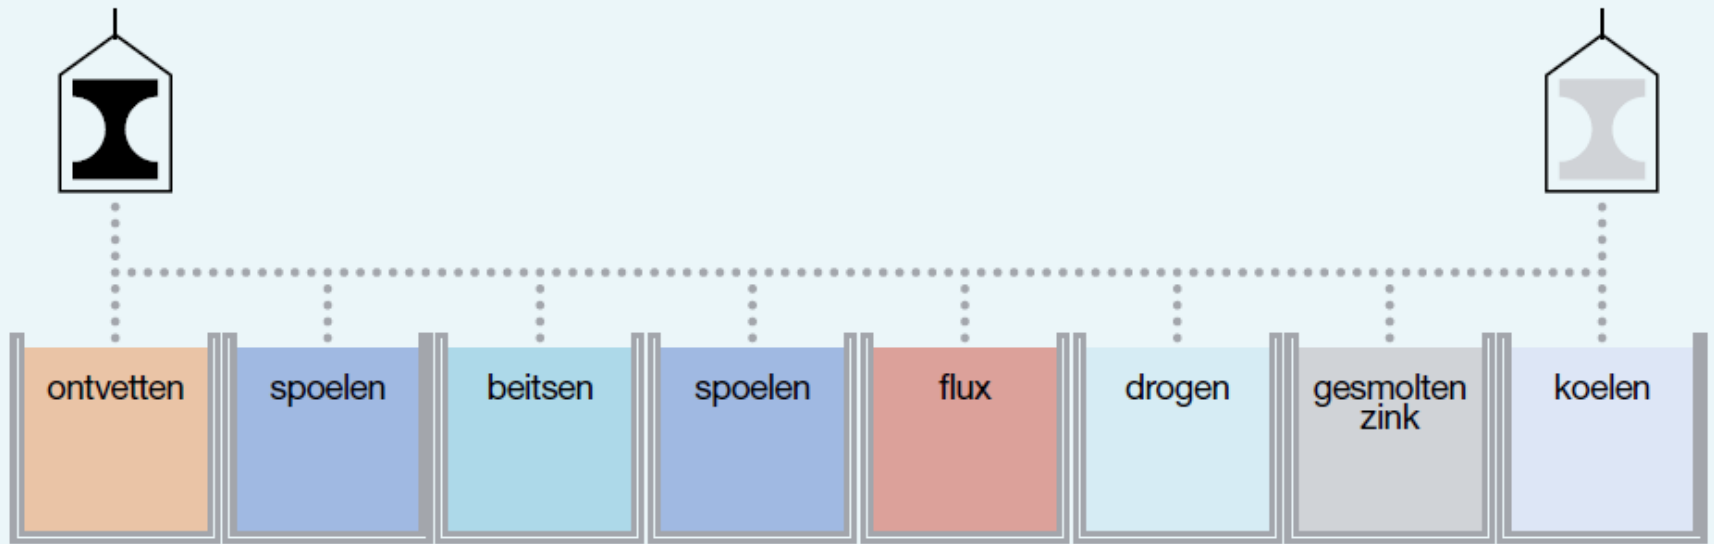 ontvetten
spoelen
beitsen
spoelen
flux
drogen
gesmolten
zink
koelen